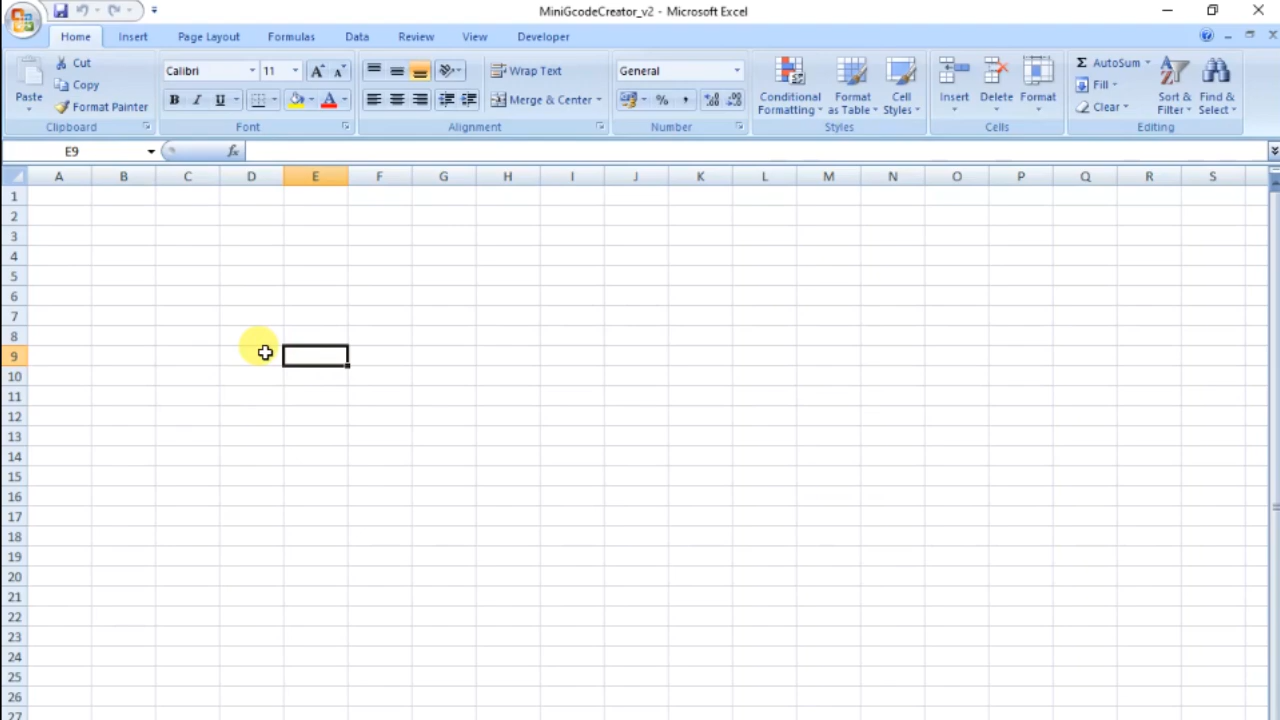 MiniGcodeCreator_v2 - Microsoft Excel
Home Insert Page Layout Formulas Data Review View Developer
Paste
Cut
Copy
Format Painter
Clipboard
Calibri 11
B I U
Font
Wrap Text
Merge & Center
Alignment
General
%
Number
Conditional Formatting
Format as Table
Cell Styles
Styles
Insert Delete Format
Cells
Σ AutoSum
Fill
Clear
Sort & Filter
Find & Select
Editing
E9 fx
A B C D E F G H I J K L M N O P Q R S
1
2
3
4
5
6
7
8
9
10
11
12
13
14
15
16
17
18
19
20
21
22
23
24
25
26
27